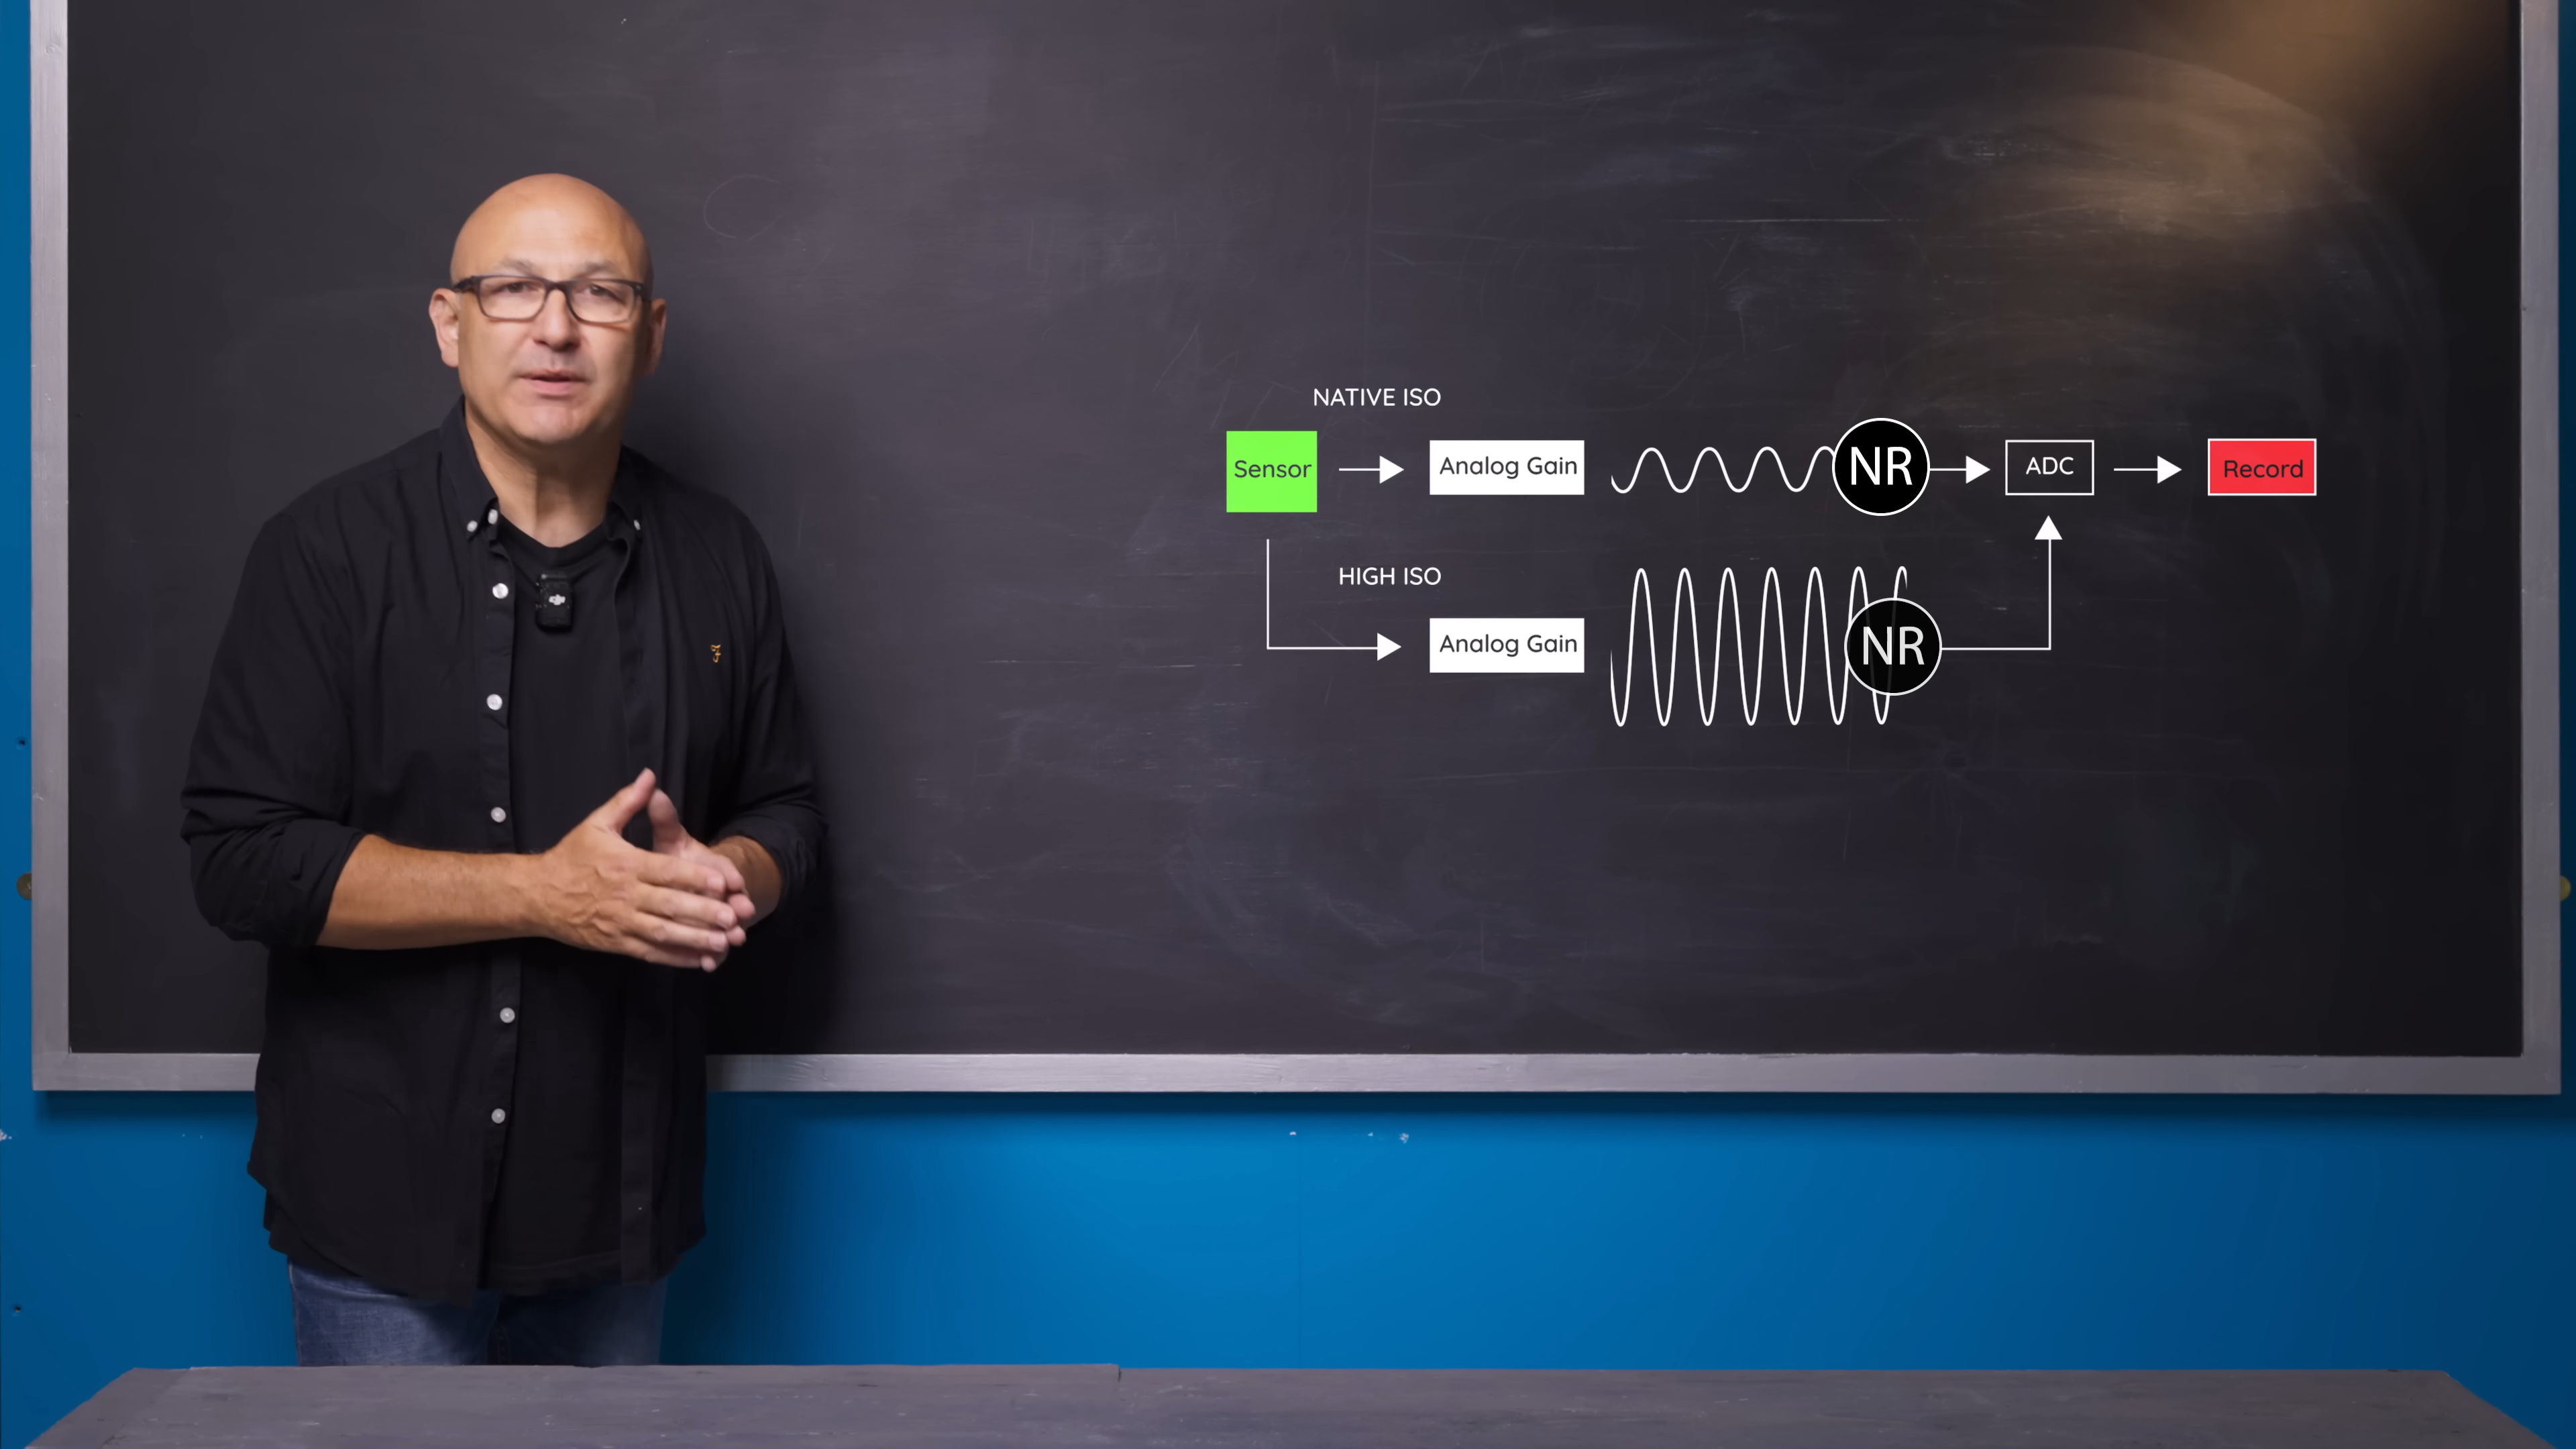 NATIVE ISO
Sensor
Analog Gain
NR
ADC
Record
HIGH ISO
Analog Gain
NR